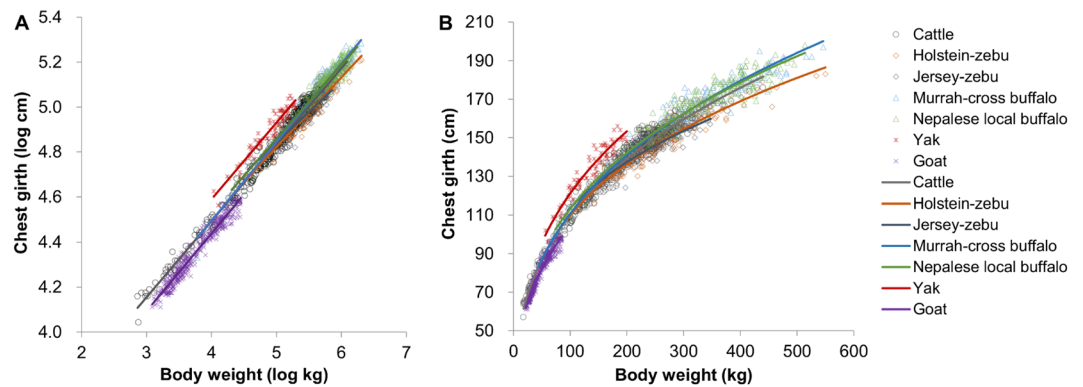 A
5.4
5.2
5.0
4.8
4.6
4.4
4.2
4.0
Chest girth (log cm)
2 3 4 5 6 7
Body weight (log kg)
B
210
190
170
150
130
110
90
70
50
Chest girth (cm)
0 100 200 300 400 500 600
Body weight (kg)
Cattle
Holstein-zebu
Jersey-zebu
Murrah-cross buffalo
Nepalese local buffalo
Yak
Goat
Cattle
Holstein-zebu
Jersey-zebu
Murrah-cross buffalo
Nepalese local buffalo
Yak
Goat